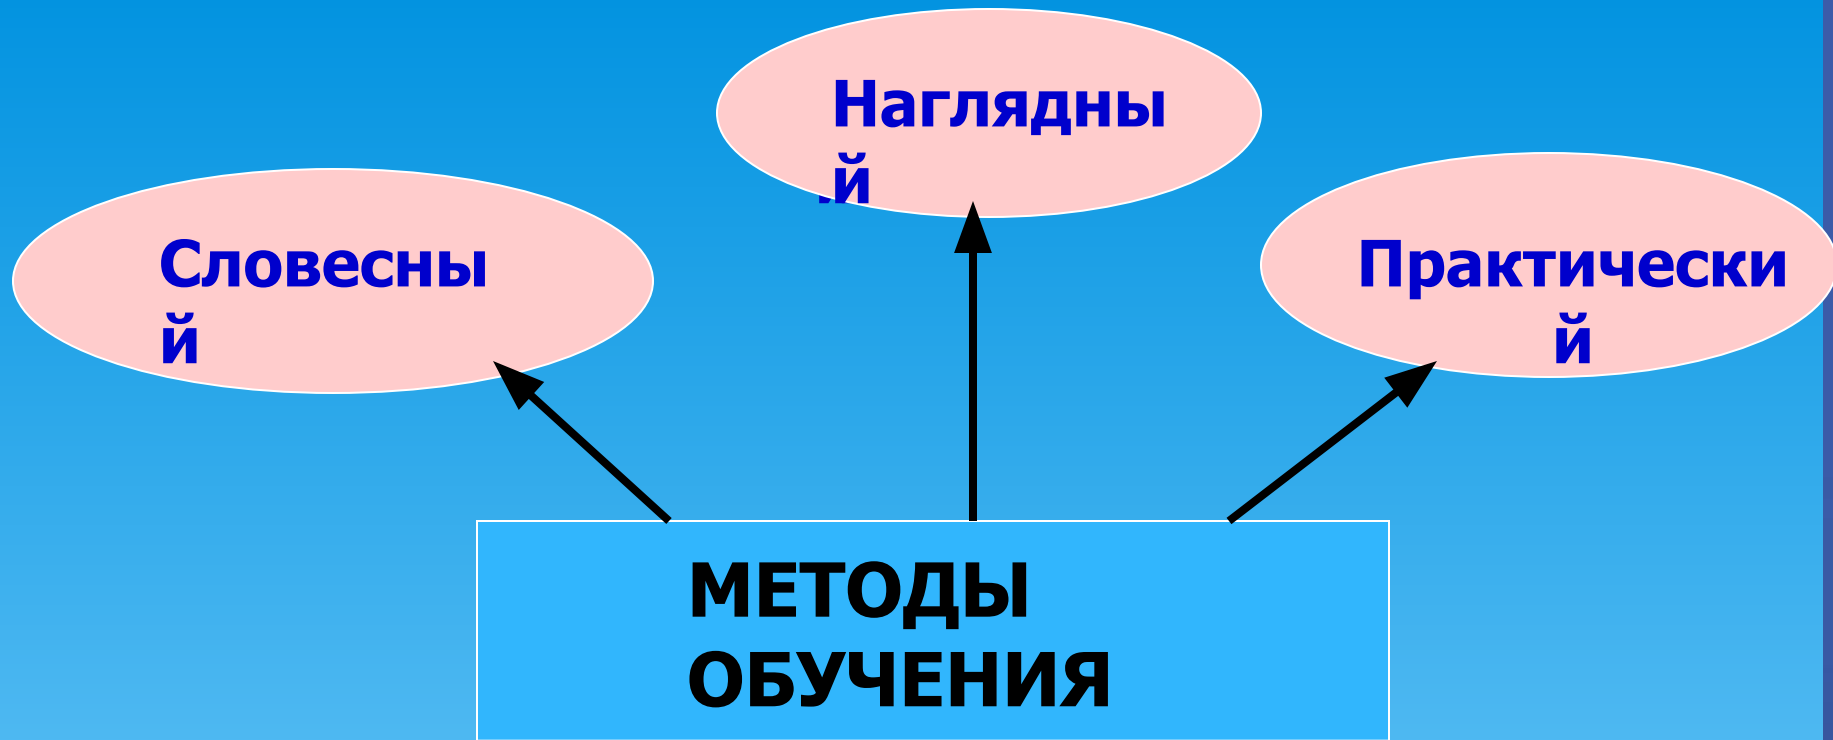 Наглядны
й
Словесны
й
Практически
й
МЕТОДЫ
ОБУЧЕНИЯ